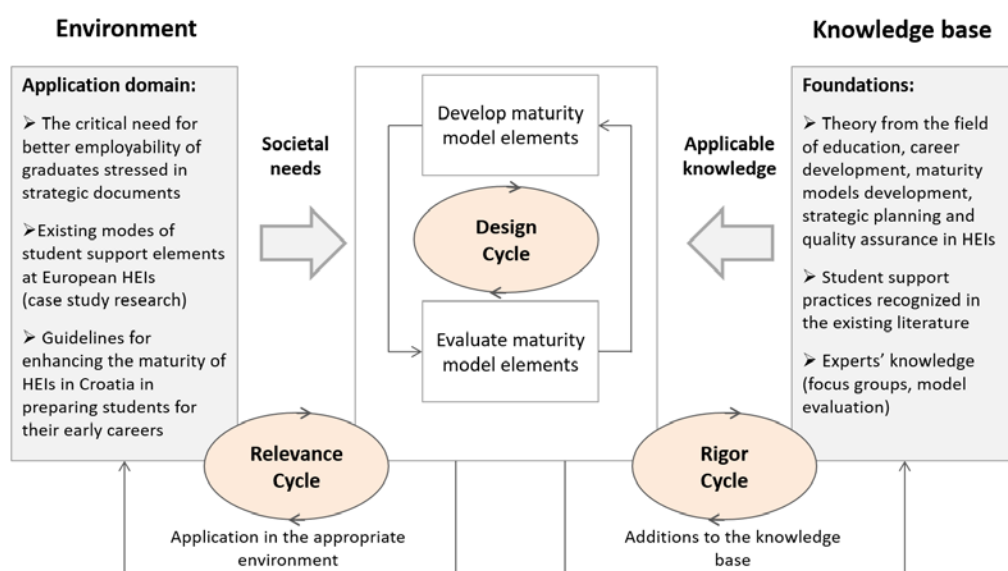 Environment
Application domain:
➢ The critical need for
better employability of
graduates stressed in
strategic documents
➢Existing modes of
student support elements
at European HEIs
(case study research)
➢ Guidelines for
enhancing the maturity of
HEIs in Croatia in
preparing students for
their early careers
Societal
needs
Develop maturity
model elements
Design
Cycle
Evaluate maturity
model elements
Applicable
knowledge
Knowledge base
Foundations:
➢ Theory from the field
of education, career
development, maturity
models development,
strategic planning and
quality assurance in HEIs
➢ Student support
practices recognized in
the existing literature
➢ Experts’ knowledge
(focus groups, model
evaluation)
Relevance
Cycle
Rigor
Cycle
Application in the appropriate
environment
Additions to the knowledge
base